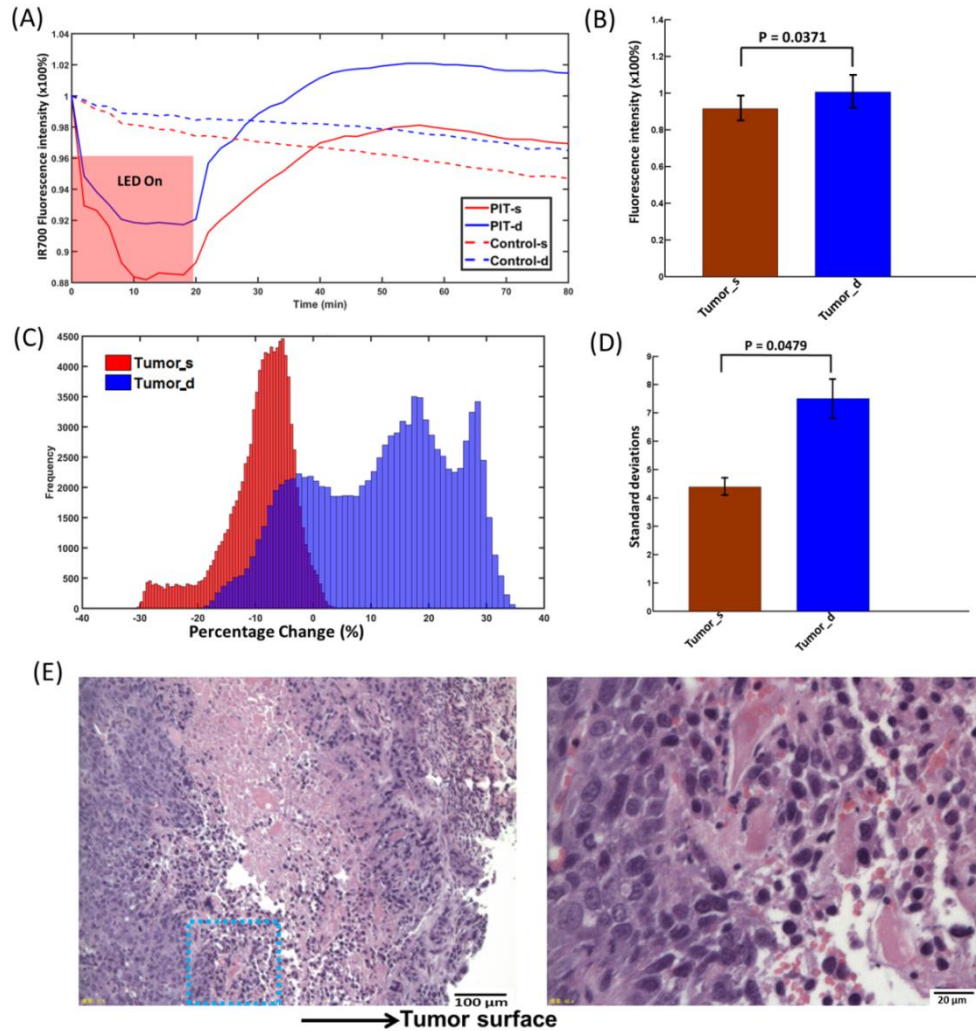 (A)
1.04
1.02
1
0.98
0.96
0.94
0.92
0.9
0.88
IR700 Fluorescence intensity (x100%)
LED On
PIT-s
PIT-d
Control-s
Control-d
0 10 20 30 40 50 60 70 80
Time (min)
(B)
1.4
1.2
1
0.8
0.6
0.4
0.2
0
Fluorescence intensity (x100%)
P = 0.0371
Tumor_s
Tumor_d
(C)
4500
4000
3500
3000
2500
2000
1500
1000
500
0
Frequency
Tumor_s
Tumor_d
-40 -30 -20 -10 0 10 20 30 40
Percentage Change (%)
(D)
9
8
7
6
5
4
3
2
1
0
Standard deviations
P = 0.0479
Tumor_s
Tumor_d
(E)
100 µm
20 µm
Tumor surface